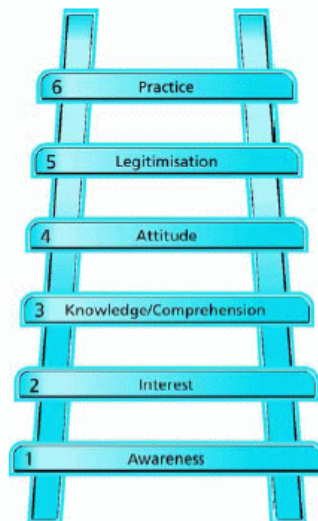 6 Practice
5 Legitimisation
4 Attitude
3 Knowledge/Comprehension
2 Interest
1 Awareness